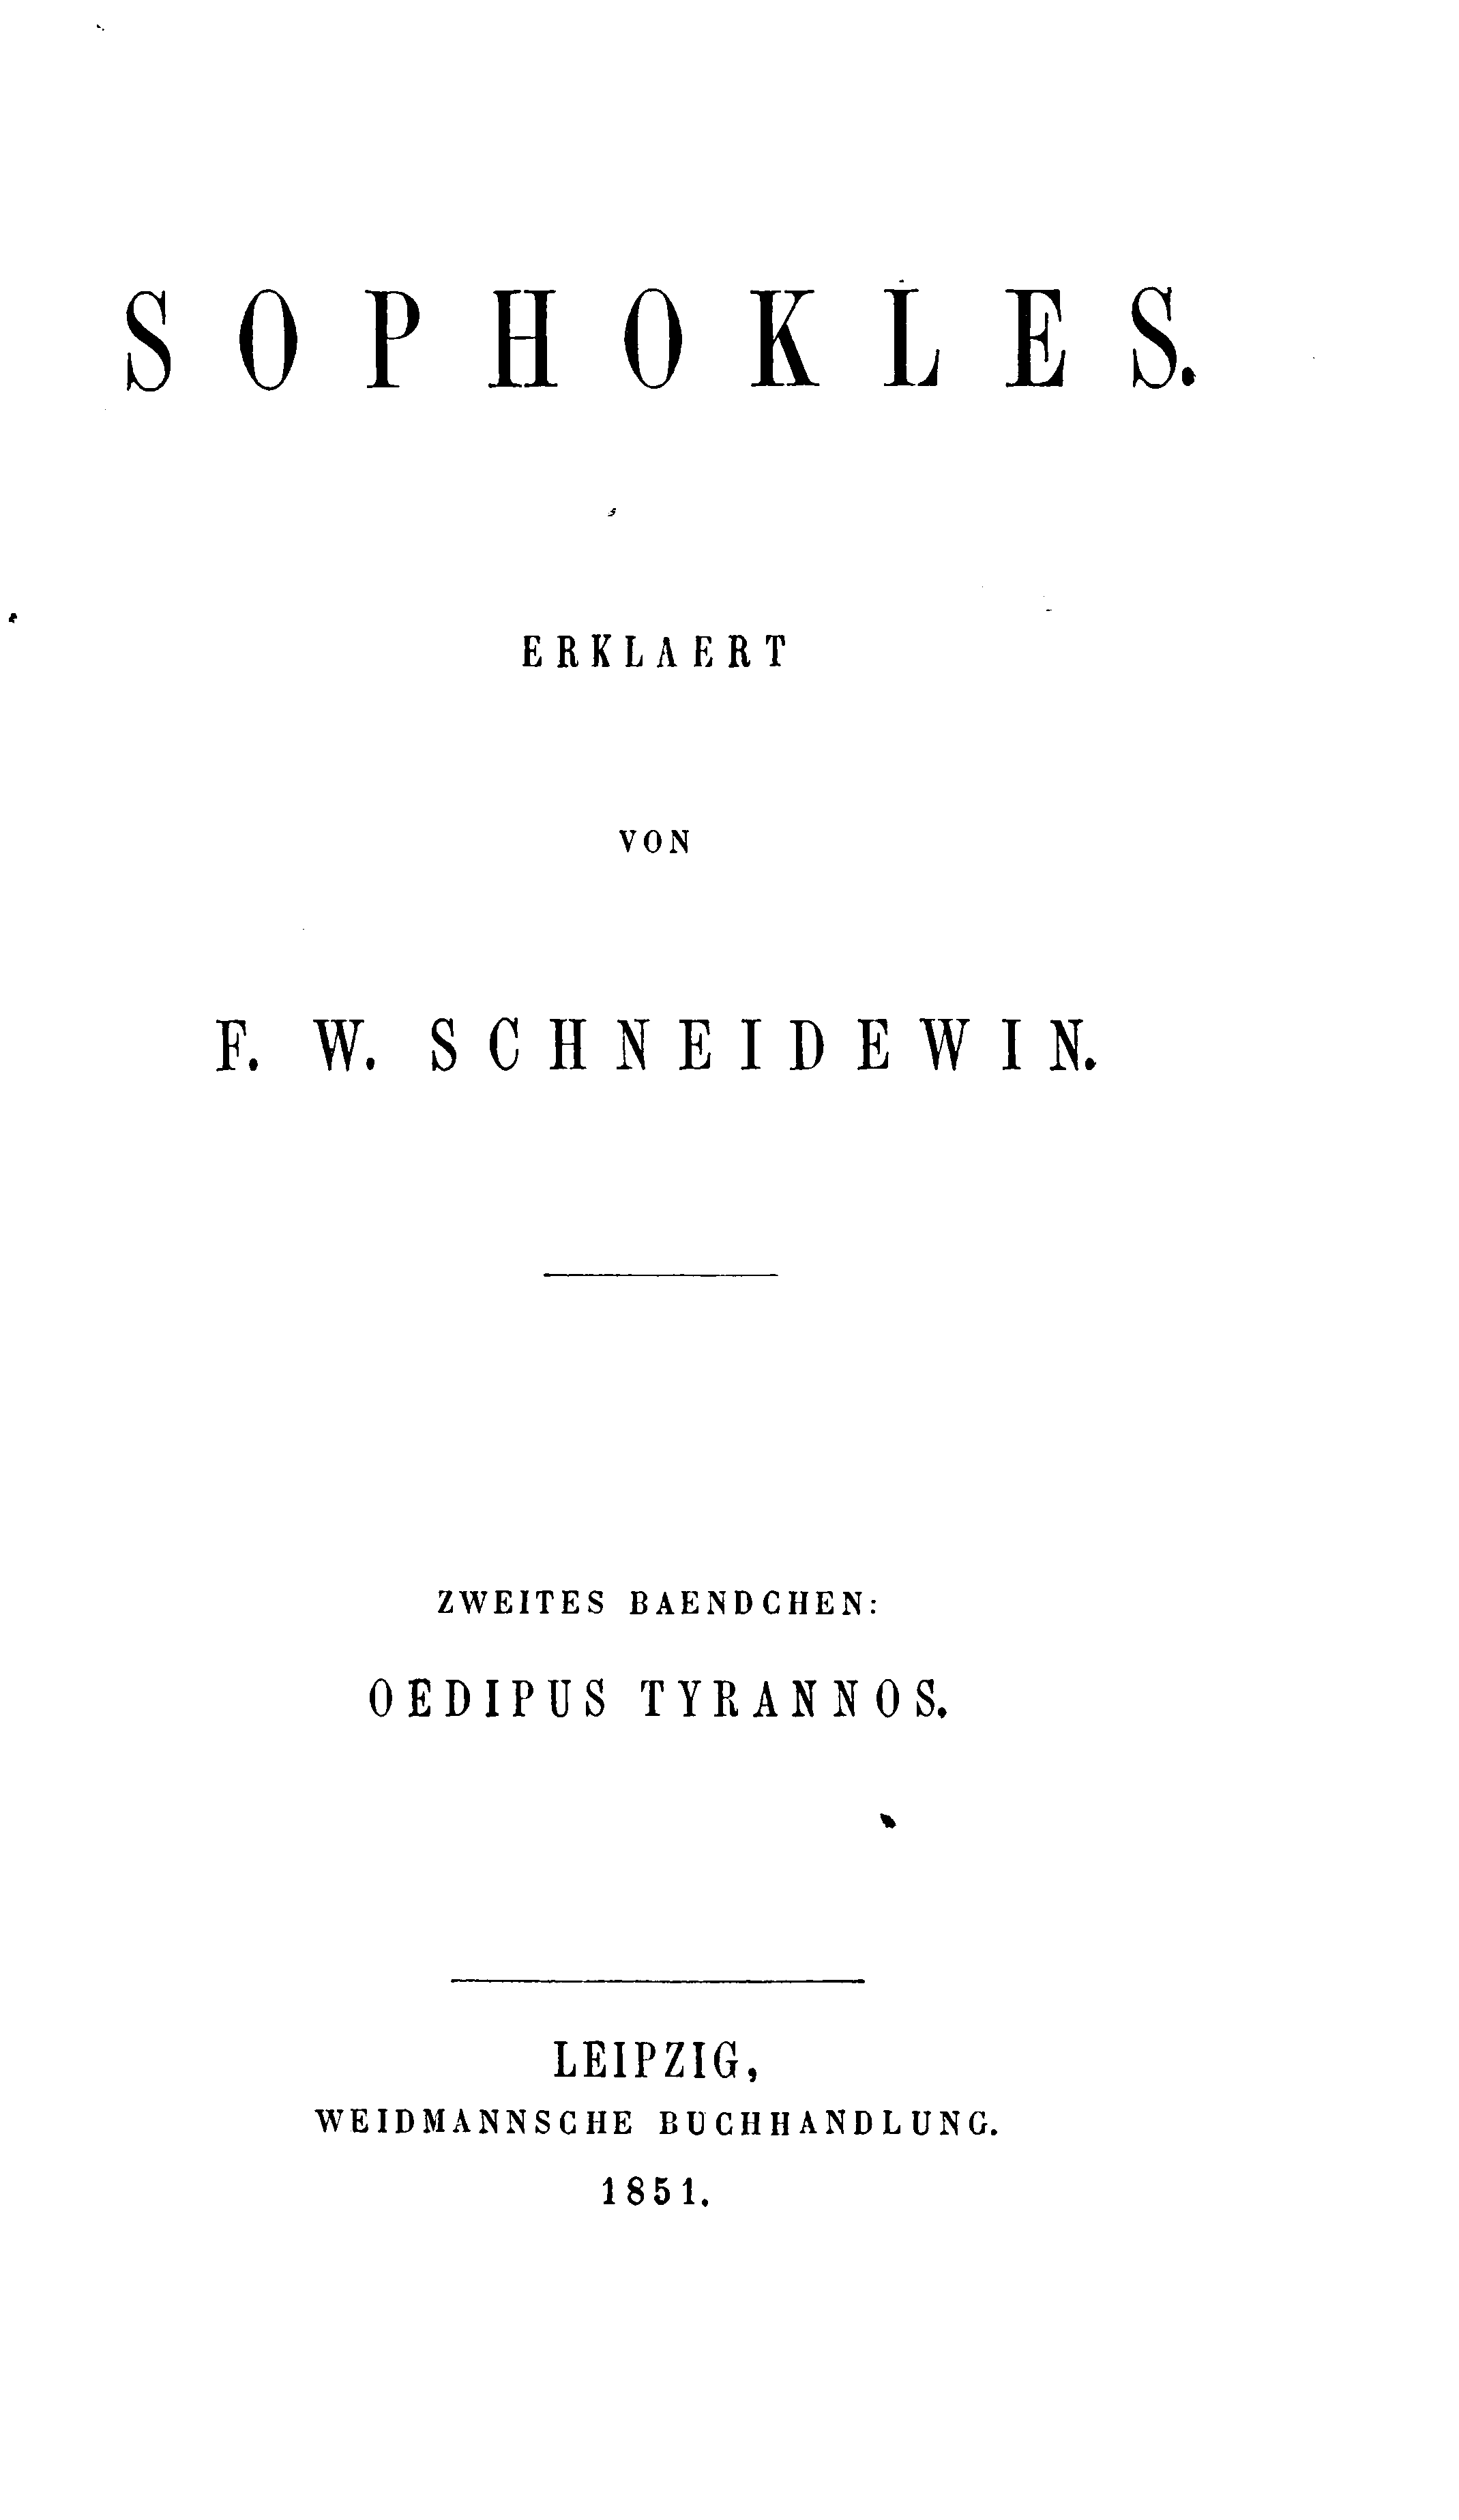 SOPHOKLES.
ERKLAERT
VON
F. W. SCHNEIDEWIN.
ZWEITES BAENDCHEN:
OEDIPUS TYRANNOS.
LEIPZIG,
WEIDMANNSCHE BUCHHANDLUNG.
1851.